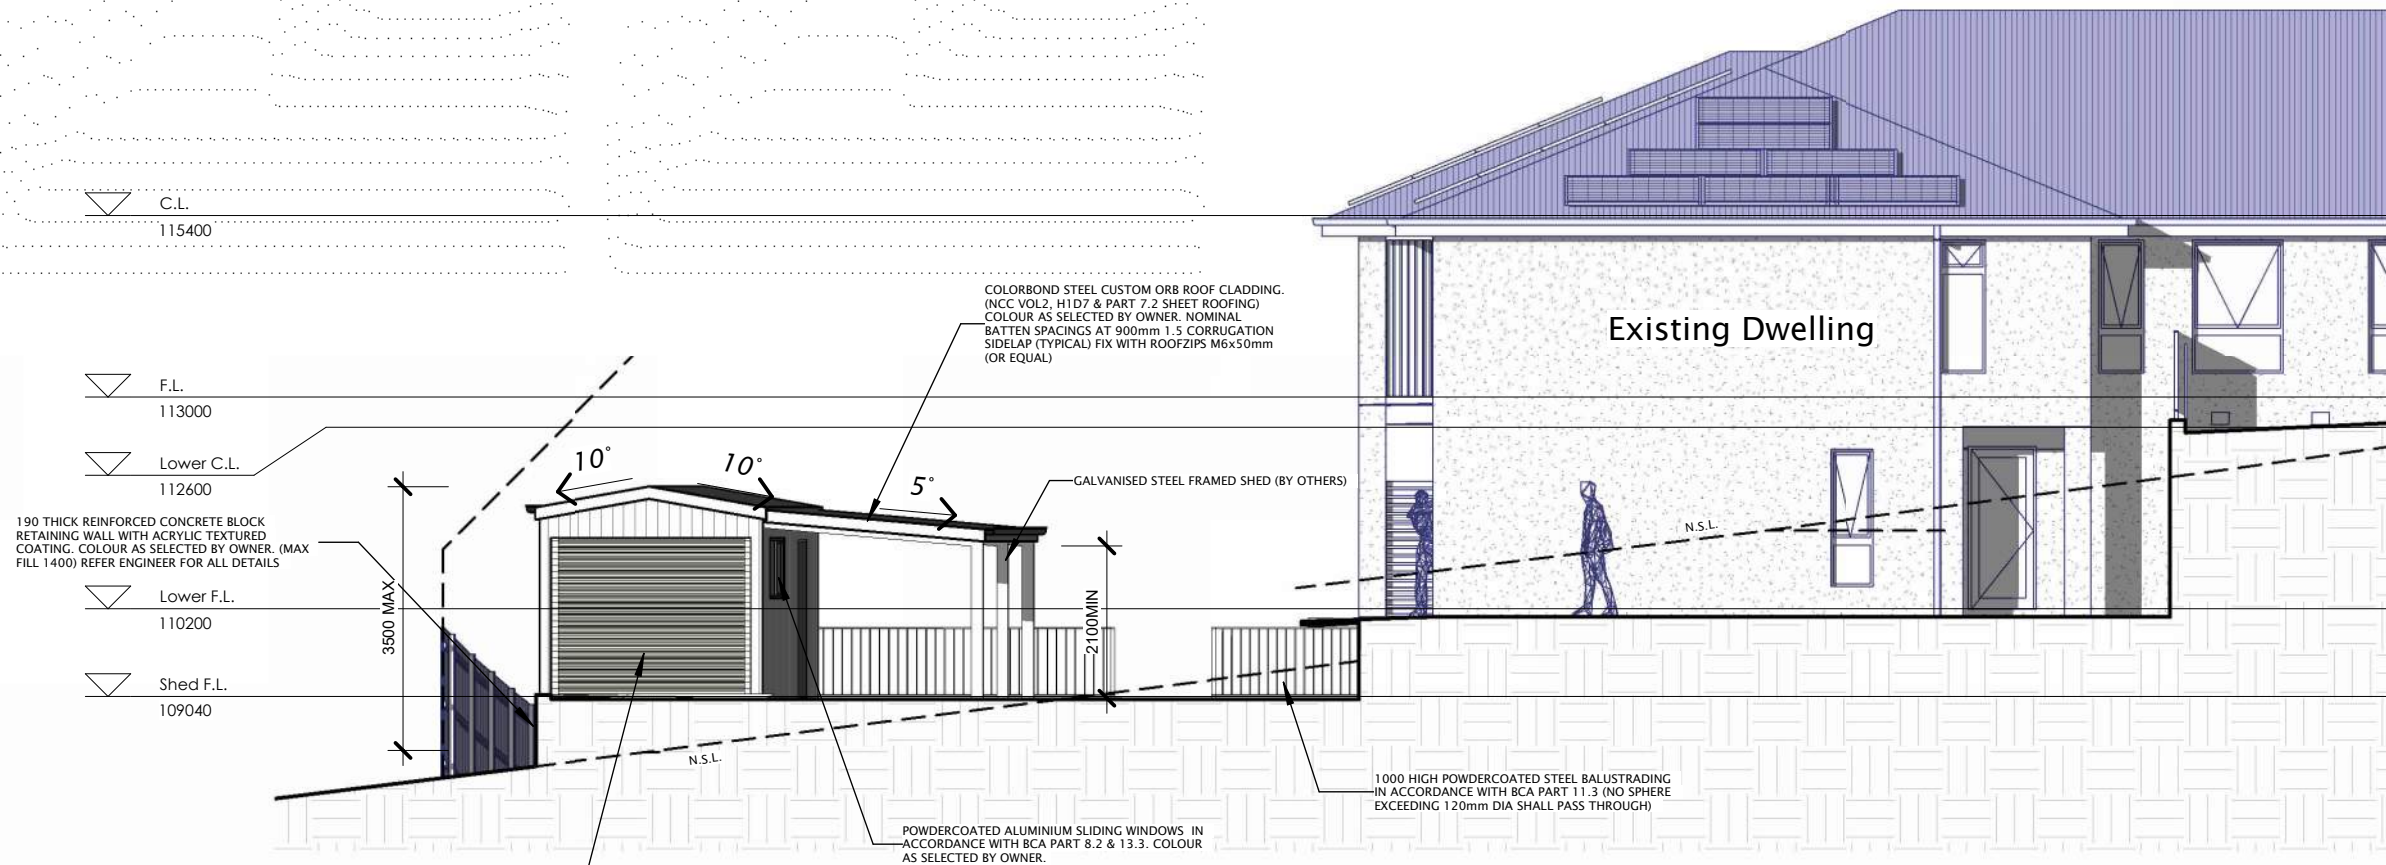 C.L.
115400
COLORBOND STEEL CUSTOM ORB ROOF CLADDING.
(NCC VOL2, H1D7 & PART 7.2 SHEET ROOFING)
COLOUR AS SELECTED BY OWNER. NOMINAL
BATTEN SPACINGS AT 900mm 1.5 CORRUGATION
SIDELAP (TYPICAL) FIX WITH ROOFZIPS M6x50mm
(OR EQUAL)
Existing Dwelling
F.L.
113000
Lower C.L.
112600
10°
10°
5°
GALVANISED STEEL FRAMED SHED (BY OTHERS)
190 THICK REINFORCED CONCRETE BLOCK
RETAINING WALL WITH ACRYLIC TEXTURED
COATING. COLOUR AS SELECTED BY OWNER. (MAX
FILL 1400) REFER ENGINEER FOR ALL DETAILS
N.S.L.
Lower F.L.
110200
3500 MAX
2100MIN
Shed F.L.
109040
N.S.L.
1000 HIGH POWDERCOATED STEEL BALUSTRADING
IN ACCORDANCE WITH BCA PART 11.3 (NO SPHERE
EXCEEDING 120mm DIA SHALL PASS THROUGH)
POWDERCOATED ALUMINIUM SLIDING WINDOWS IN
ACCORDANCE WITH BCA PART 8.2 & 13.3. COLOUR
AS SELECTED BY OWNER.